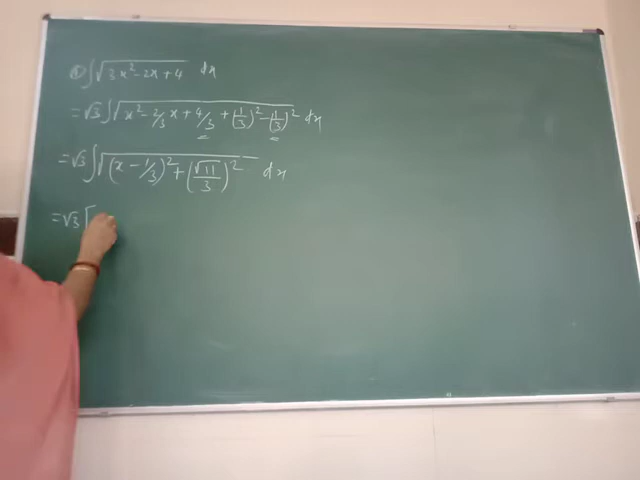 ④ ∫√(3x² - 2x + 4) dx
= √3 ∫√(x² - 2/3 x + 4/3 + (1/3)² - (1/3)²) dx
= √3 ∫√((x - 1/3)² + (√11/3)²) dx
= √3 [